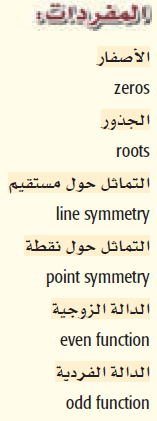 المفردات:
الأصفار
zeros
الجذور
roots
التماثل حول مستقيم
line symmetry
التماثل حول نقطة
point symmetry
الدالة الزوجية
even function
الدالة الفردية
odd function